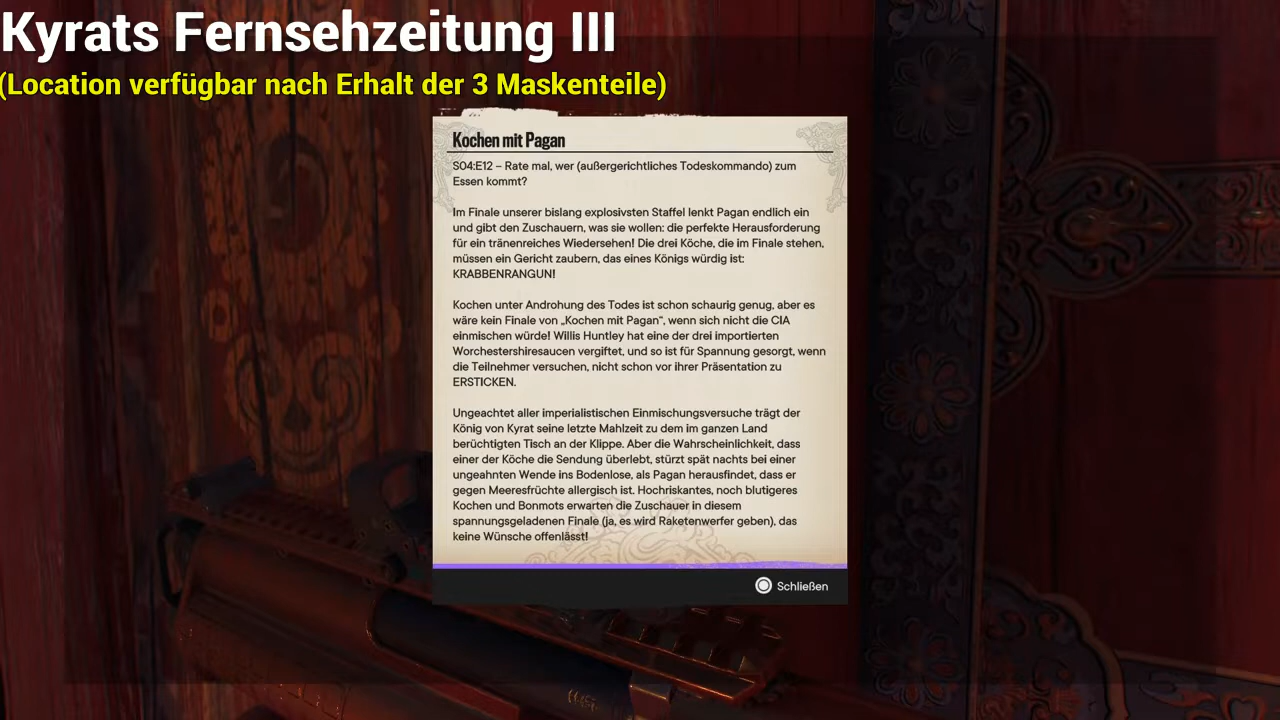 Kyrats Fernsehzeitung III
(Location verfügbar nach Erhalt der 3 Maskenteile)
Kochen mit Pagan
S04:E12 – Rate mal, wer (außergerichtliches Todeskommando) zum
Essen kommt?
Im Finale unserer bislang explosivsten Staffel lenkt Pagan endlich ein
und gibt den Zuschauern, was sie wollen: die perfekte Herausforderung
für ein tränenreiches Wiedersehen! Die drei Köche, die im Finale stehen,
müssen ein Gericht zaubern, das eines Königs würdig ist:
KRABBENRANGUN!
Kochen unter Androhung des Todes ist schon schaurig genug, aber es
wäre kein Finale von „Kochen mit Pagan“, wenn sich nicht die CIA
einmischen würde! Willis Huntley hat eine der drei importierten
Worchestershiresaucen vergiftet, und so ist für Spannung gesorgt, wenn
die Teilnehmer versuchen, nicht schon vor ihrer Präsentation zu
ERSTICKEN.
Ungeachtet aller imperialistischen Einmischungsversuche trägt der
König von Kyrat seine letzte Mahlzeit zu dem im ganzen Land
berüchtigten Tisch an der Klippe. Aber die Wahrscheinlichkeit, dass
einer der Köche die Sendung überlebt, stürzt spät nachts bei einer
ungeahnten Wende ins Bodenlose, als Pagan herausfindet, dass er
gegen Meeresfrüchte allergisch ist. Hochriskantes, noch blutigeres
Kochen und Bonmots erwarten die Zuschauer in diesem
spannungsgeladenen Finale (ja, es wird Raketenwerfer geben), das
keine Wünsche offenlässt!
Schließen